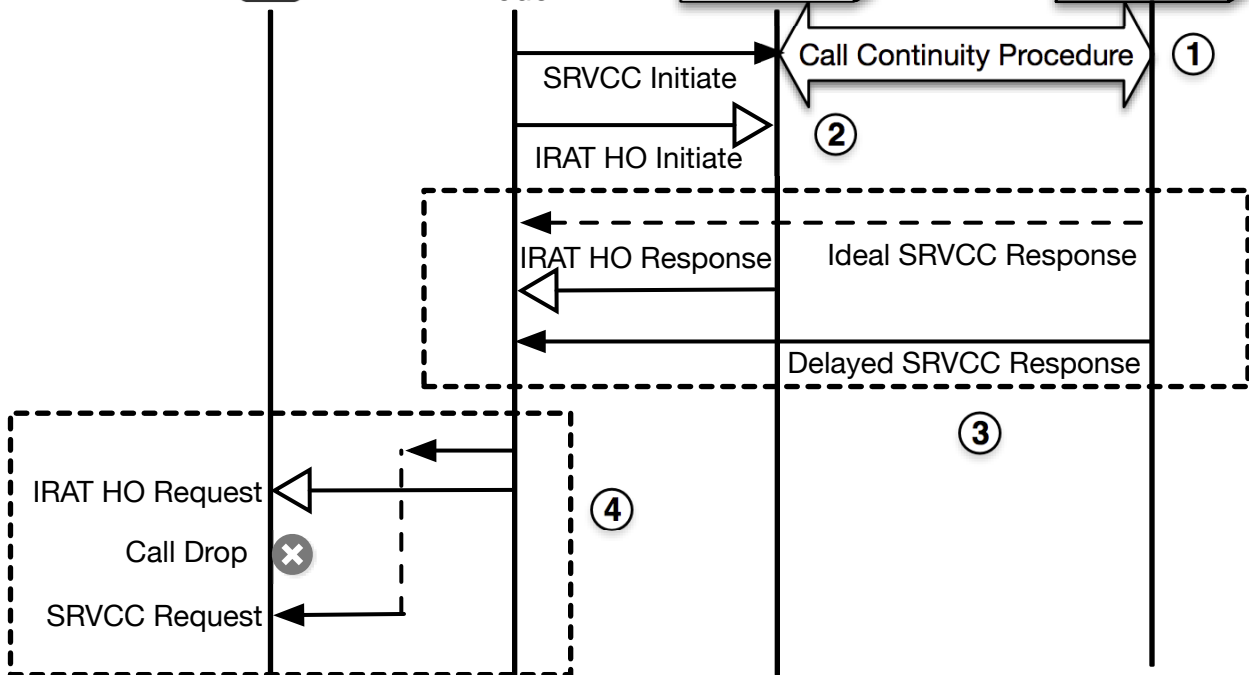 Call Continuity Procedure
①
SRVCC Initiate
②
IRAT HO Initiate
IRAT HO Response
Ideal SRVCC Response
Delayed SRVCC Response
③
IRAT HO Request
④
Call Drop
SRVCC Request